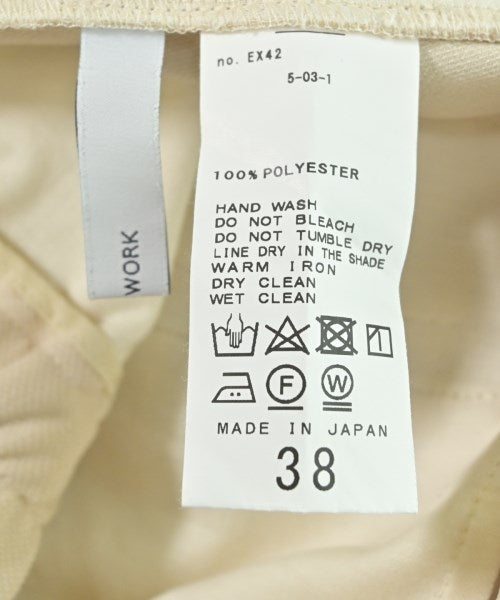 no. EX42
5-03-1
100% POLYESTER
HAND WASH
DO NOT BLEACH
DO NOT TUMBLE DRY
LINE DRY IN THE SHADE
WARM IRON
DRY CLEAN
WET CLEAN
F
W
MADE IN JAPAN
38
WORK